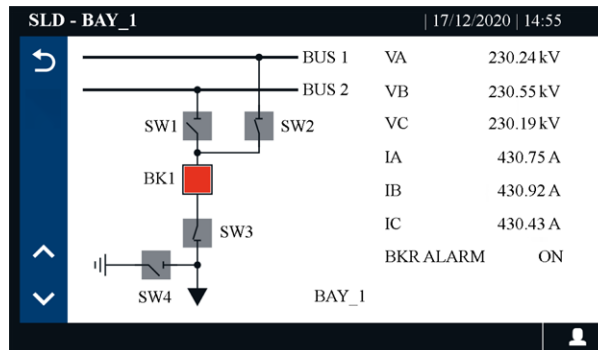 SLD - BAY_1
| 17/12/2020 | 14:55
BUS 1
BUS 2
SW1
SW2
BK1
SW3
SW4
BAY_1
VA 230.24 kV
VB 230.55 kV
VC 230.19 kV
IA 430.75 A
IB 430.92 A
IC 430.43 A
BKR ALARM ON